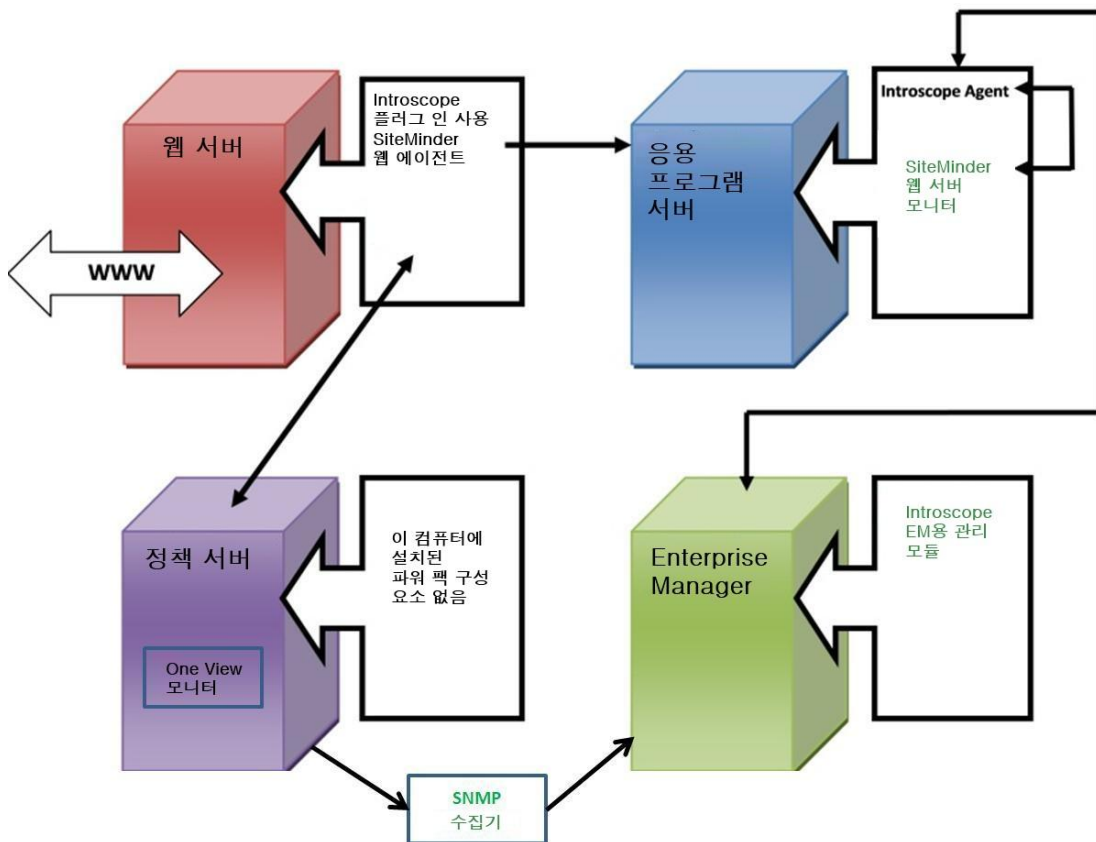 웹 서버
Introscope
플러그 인 사용
SiteMinder
웹 에이전트
WWW
응용
프로그램
서버
Introscope Agent
SiteMinder
웹 서버
모니터
정책 서버
One View
모니터
이 컴퓨터에
설치된
파워 팩 구성
요소 없음
Enterprise
Manager
Introscope
EM용 관리
모듈
SNMP
수집기